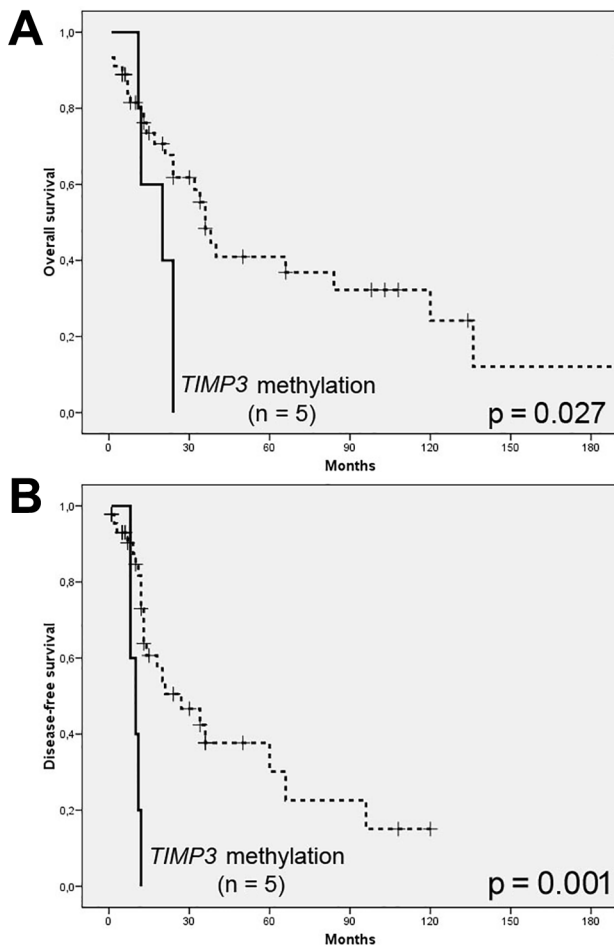 A
Overall survival
1,0
0,8
0,6
0,4
0,2
0,0
TIMP3 methylation
(n = 5)
p = 0.027
0 30 60 90 120 150 180
Months
B
Disease-free survival
1,0
0,8
0,6
0,4
0,2
0,0
TIMP3 methylation
(n = 5)
p = 0.001
0 30 60 90 120 150 180
Months